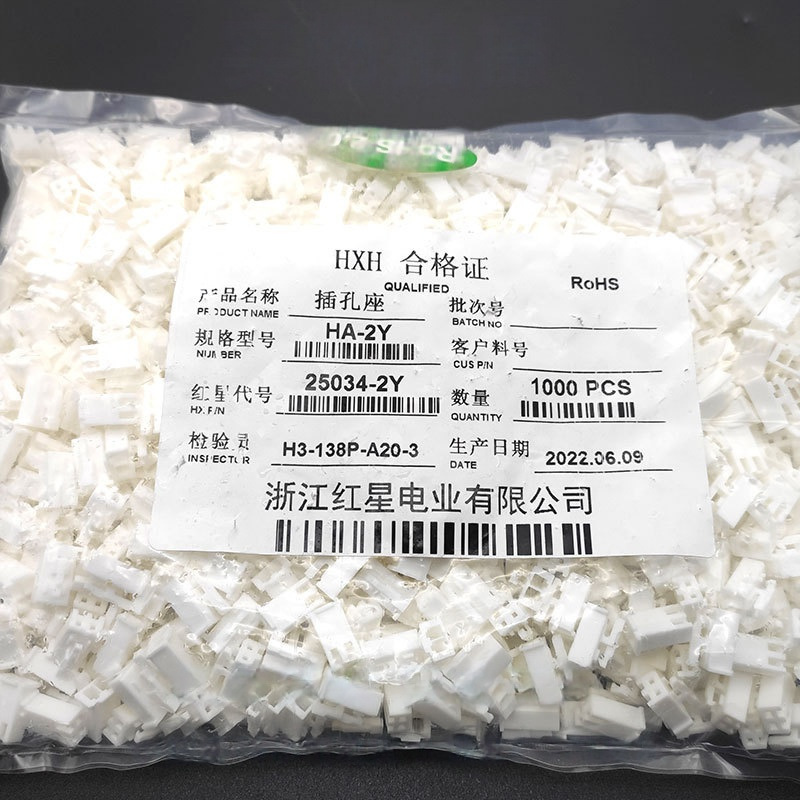 HXH 合格证
QUALIFIED
RoHS
产品名称 插孔座 批次号
PRODUCT NAME BATCH NO
规格型号 HA-2Y 客户料号
NUMBER CUS P/N
红星代号 25034-2Y 数量 1000 PCS
HX P/N QUANTITY
检验员 H3-138P-A20-3 生产日期 2022.06.09
INSPECTOR DATE
浙江红星电业有限公司